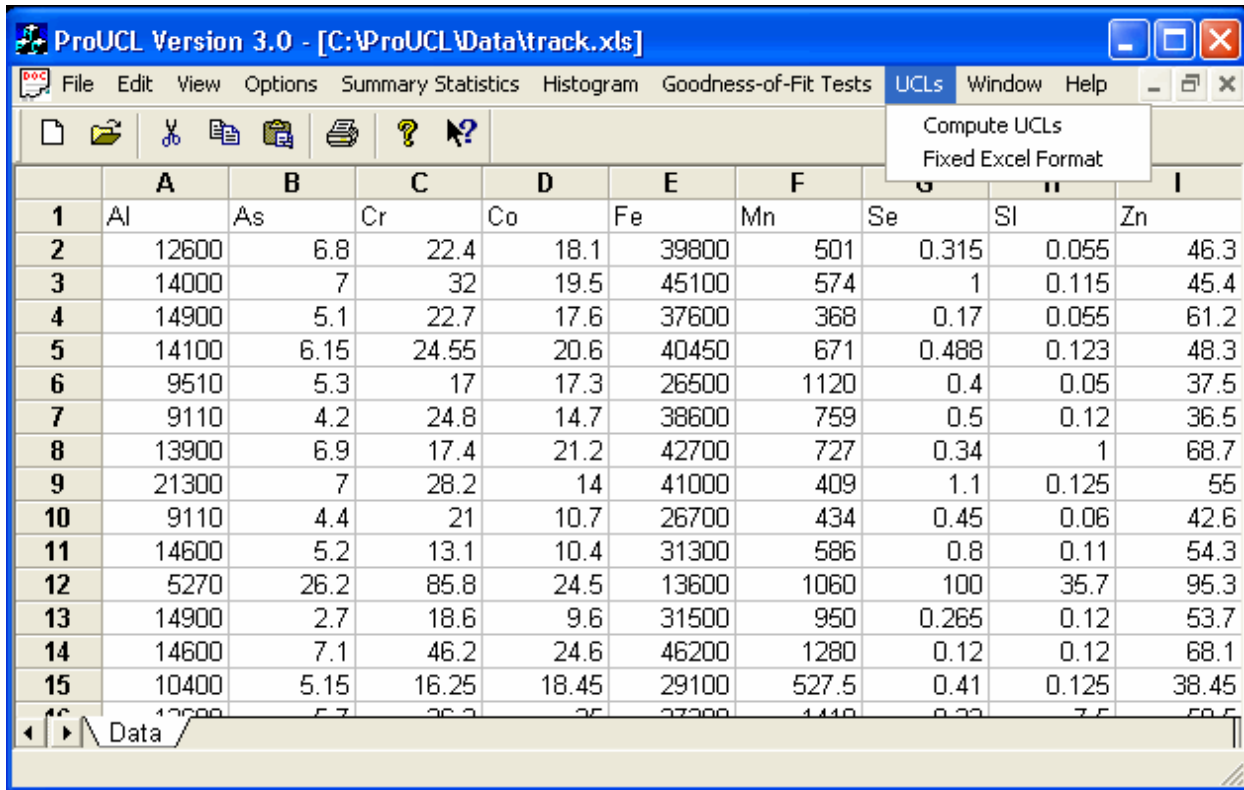 ProUCL Version 3.0 - [C:\ProUCL\Data\track.xls]
File Edit View Options Summary Statistics Histogram Goodness-of-Fit Tests UCLs Window Help
Compute UCLs
Fixed Excel Format
A B C D E F G H I
1 Al As Cr Co Fe Mn Se Sl Zn
2 12600 6.8 22.4 18.1 39800 501 0.315 0.055 46.3
3 14000 7 32 19.5 45100 574 1 0.115 45.4
4 14900 5.1 22.7 17.6 37600 368 0.17 0.055 61.2
5 14100 6.15 24.55 20.6 40450 671 0.488 0.123 48.3
6 9510 5.3 17 17.3 26500 1120 0.4 0.05 37.5
7 9110 4.2 24.8 14.7 38600 759 0.5 0.12 36.5
8 13900 6.9 17.4 21.2 42700 727 0.34 1 68.7
9 21300 7 28.2 14 41000 409 1.1 0.125 55
10 9110 4.4 21 10.7 26700 434 0.45 0.06 42.6
11 14600 5.2 13.1 10.4 31300 586 0.8 0.11 54.3
12 5270 26.2 85.8 24.5 13600 1060 100 35.7 95.3
13 14900 2.7 18.6 9.6 31500 950 0.265 0.12 53.7
14 14600 7.1 46.2 24.6 46200 1280 0.12 0.12 68.1
15 10400 5.15 16.25 18.45 29100 527.5 0.41 0.125 38.45
Data